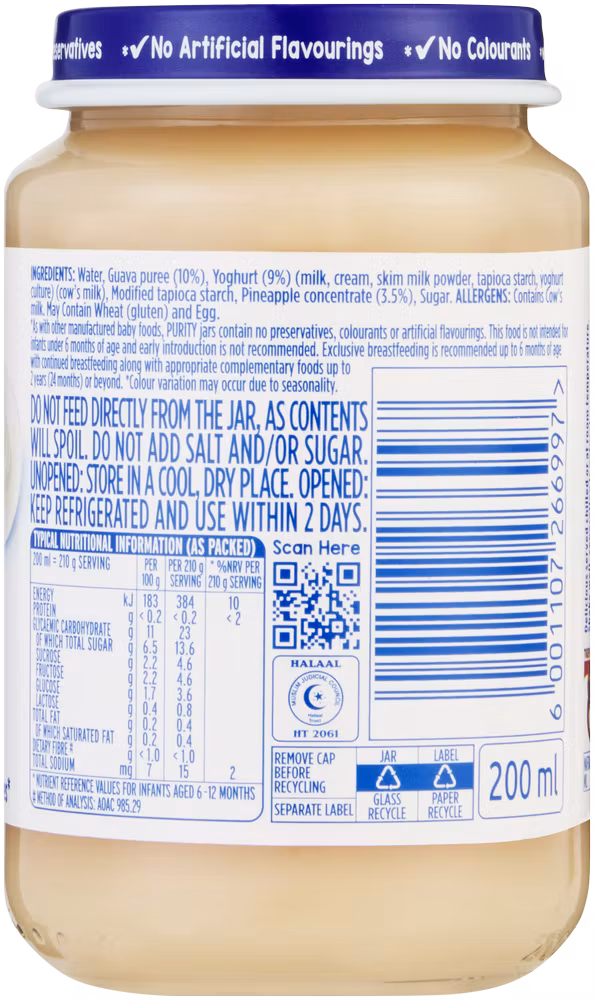 servatives *✓No Artificial Flavourings *✓No Colourants
INGREDIENTS: Water, Guava puree (10%), Yoghurt (9%) (milk, cream, skim milk powder, tapioca starch, yoghurt
culture) (cow's milk), Modified tapioca starch, Pineapple concentrate (3.5%), Sugar. ALLERGENS: Contains Cow's
milk. May Contain Wheat (gluten) and Egg.
*As with other manufactured baby foods, PURITY jars contain no preservatives, colourants or artificial flavourings. This food is not intended for
infants under 6 months of age and early introduction is not recommended. Exclusive breastfeeding is recommended up to 6 months of age
with continued breastfeeding along with appropriate complementary foods up to
2 years (24 months) or beyond. *Colour variation may occur due to seasonality.
DO NOT FEED DIRECTLY FROM THE JAR, AS CONTENTS
WILL SPOIL. DO NOT ADD SALT AND/OR SUGAR.
UNOPENED: STORE IN A COOL, DRY PLACE. OPENED:
KEEP REFRIGERATED AND USE WITHIN 2 DAYS.
TYPICAL NUTRITIONAL INFORMATION (AS PACKED)
200 ml = 210 g SERVING PER 100 g PER 210 g SERVING * %NRV PER 210 g SERVING
ENERGY kJ 183 384 10
PROTEIN g <0.2 <0.2 <2
GLYCAEMIC CARBOHYDRATE g 11 23
OF WHICH TOTAL SUGAR g 6.5 13.6
SUCROSE g 2.2 4.6
FRUCTOSE g 2.2 4.6
GLUCOSE g 1.7 3.6
LACTOSE g 0.4 0.8
TOTAL FAT g 0.2 0.4
OF WHICH SATURATED FAT g 0.2 0.4
DIETARY FIBRE ‡ g <1.0 <1.0
TOTAL SODIUM mg 7 15 2
* NUTRIENT REFERENCE VALUES FOR INFANTS AGED 6-12 MONTHS
‡ METHOD OF ANALYSIS: AOAC 985.29
Scan Here
HALAAL
MUSLIM JUDICIAL COUNCIL
Halaal
Trust
HT 2061
6 001107 266997 >
REMOVE CAP
BEFORE
RECYCLING
SEPARATE LABEL
JAR
GLASS
RECYCLE
LABEL
PAPER
RECYCLE
200 ml